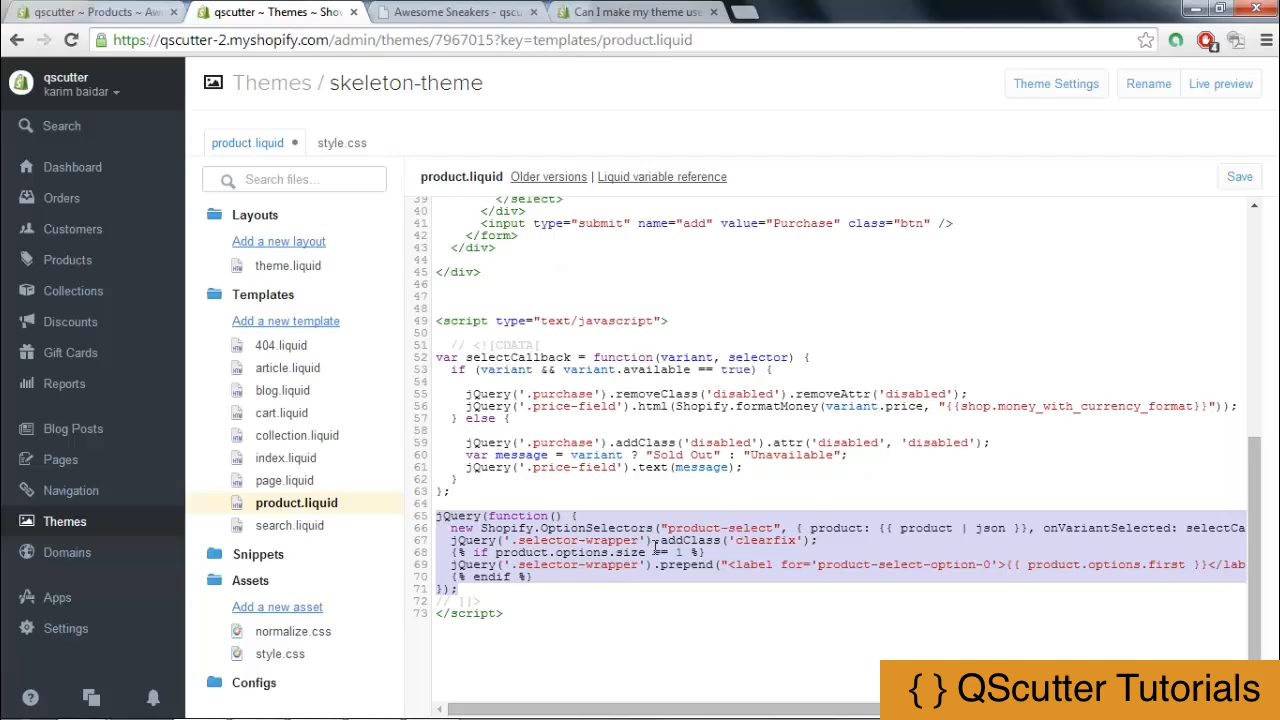 qscutter ~ Products ~ Aw
qscutter ~ Themes ~ Sho
Awesome Sneakers - qscu
Can I make my theme use
https://qscutter-2.myshopify.com/admin/themes/7967015?key=templates/product.liquid
4
qscutter
karim baidar
Themes / skeleton-theme
Theme Settings
Rename
Live preview
Search
Dashboard
Orders
Customers
Products
Collections
Discounts
Gift Cards
Reports
Blog Posts
Pages
Navigation
Themes
Domains
Apps
Settings
product.liquid
style.css
Search files...
Layouts
Add a new layout
theme.liquid
Templates
Add a new template
404.liquid
article.liquid
blog.liquid
cart.liquid
collection.liquid
index.liquid
page.liquid
product.liquid
search.liquid
Snippets
Assets
Add a new asset
normalize.css
style.css
Configs
product.liquid Older versions | Liquid variable reference
Save
39 </select>
40 </div>
41 <input type="submit" name="add" value="Purchase" class="btn" />
42 </form>
43 </div>
44
45 </div>
46
47
48
49 <script type="text/javascript">
50
51 // <![CDATA[
52 var selectCallback = function(variant, selector) {
53 if (variant && variant.available == true) {
54
55 jQuery('.purchase').removeClass('disabled').removeAttr('disabled');
56 jQuery('.price-field').html(Shopify.formatMoney(variant.price, "{{shop.money_with_currency_format}}"));
57 } else {
58
59 jQuery('.purchase').addClass('disabled').attr('disabled', 'disabled');
60 var message = variant ? "Sold Out" : "Unavailable";
61 jQuery('.price-field').text(message);
62 }
63 };
64
65 jQuery(function() {
66 new Shopify.OptionSelectors("product-select", { product: {{ product | json }}, onVariantSelected: selectCa
67 jQuery('.selector-wrapper').addClass('clearfix');
68 {% if product.options.size == 1 %}
69 jQuery('.selector-wrapper').prepend("<label for='product-select-option-0'>{{ product.options.first }}</lab
70 {% endif %}
71 });
72 // ]]>
73 </script>
{ } QScutter Tutorials